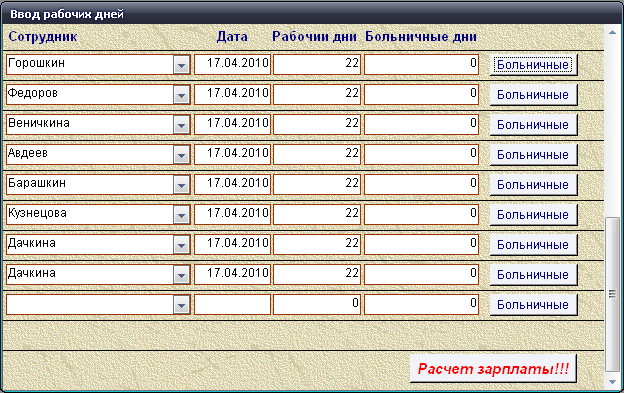 Ввод рабочих дней
Сотрудник Дата Рабочии дни Больничные дни
Горошкин 17.04.2010 22 0 Больничные
Федоров 17.04.2010 22 0 Больничные
Веничкина 17.04.2010 22 0 Больничные
Авдеев 17.04.2010 22 0 Больничные
Барашкин 17.04.2010 22 0 Больничные
Кузнецова 17.04.2010 22 0 Больничные
Дачкина 17.04.2010 22 0 Больничные
Дачкина 17.04.2010 22 0 Больничные
0 0 Больничные
Расчет зарплаты!!!